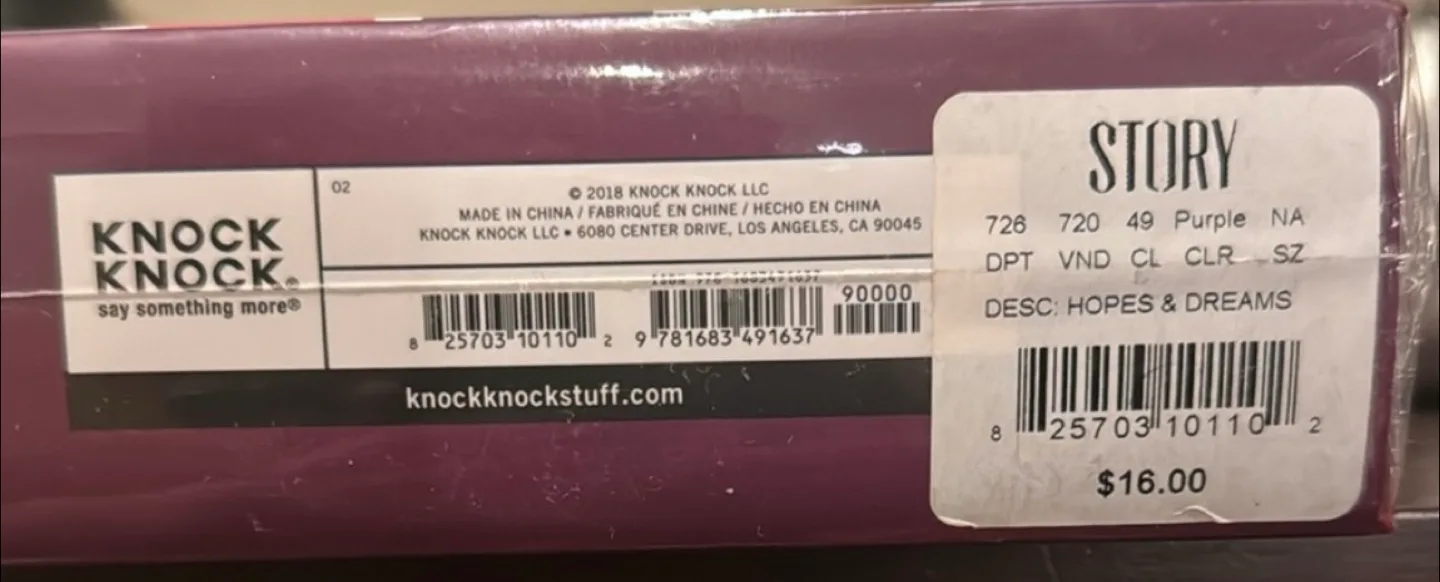 KNOCK
KNOCK®
say something more®
02
© 2018 KNOCK KNOCK LLC
MADE IN CHINA / FABRIQUÉ EN CHINE / HECHO EN CHINA
KNOCK KNOCK LLC • 6080 CENTER DRIVE, LOS ANGELES, CA 90045
ISBN 978-1683491637
90000
8 25703 10110 2
9 781683 491637
knockknockstuff.com
STORY
726 720 49 Purple NA
DPT VND CL CLR SZ
DESC: HOPES & DREAMS
8 25703 10110 2
$16.00